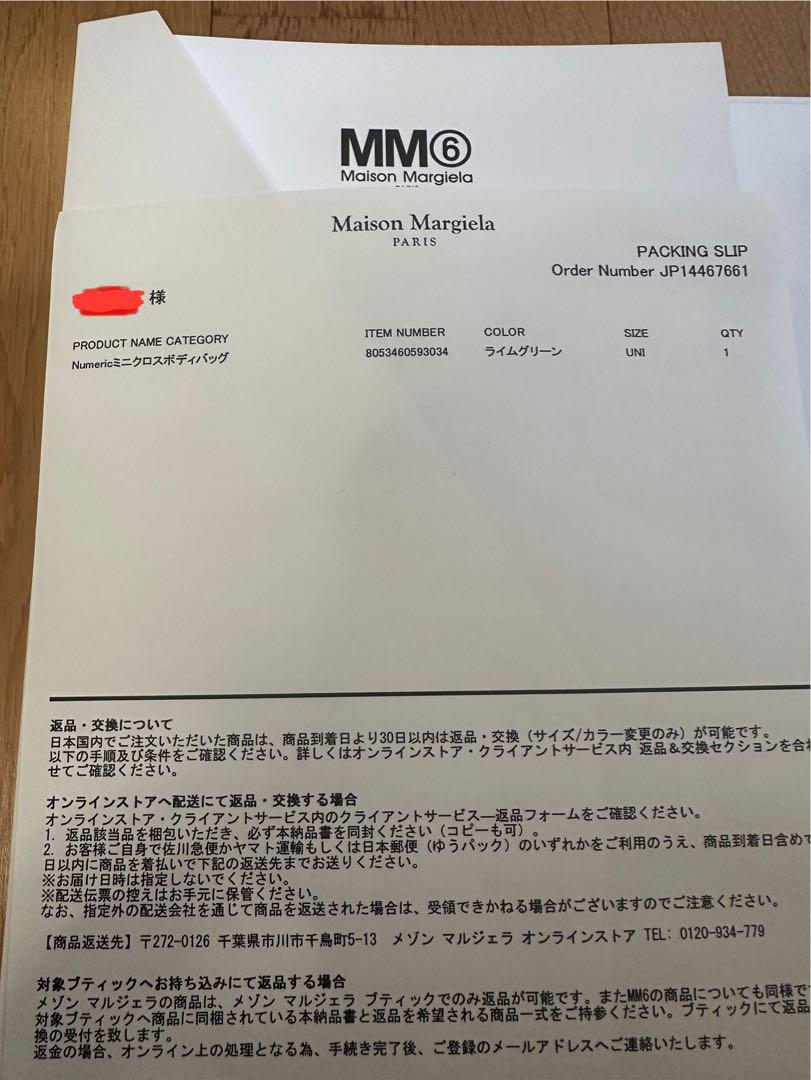 MM⑥
Maison Margiela
Maison Margiela
PARIS
PACKING SLIP
Order Number JP14467661
様
PRODUCT NAME CATEGORY ITEM NUMBER COLOR SIZE QTY
Numericミニクロスボディバッグ 8053460593034 ライムグリーン UNI 1
返品・交換について
日本国内でご注文いただいた商品は、商品到着日より30日以内は返品・交換（サイズ/カラー変更のみ）が可能です。
以下の手順及び条件をご確認ください。詳しくはオンラインストア・クライアントサービス内 返品&交換セクションを合わ
せてご確認ください。
オンラインストアへ配送にて返品・交換する場合
オンラインストア・クライアントサービス内のクライアントサービス―返品フォームをご確認ください。
1. 返品該当品を梱包いただき、必ず本納品書を同封ください（コピーも可）。
2. お客様ご自身で佐川急便かヤマト運輸もしくは日本郵便（ゆうパック）のいずれかをご利用のうえ、商品到着日含めて
日以内に商品を着払いで下記の返送先までお送りください。
※お届け日時は指定しないでください。
※配送伝票の控えはお手元に保管ください。
なお、指定外の配送会社を通じて商品を返送された場合は、受領できかねる場合がございますのでご注意ください。
【商品返送先】〒272-0126 千葉県市川市千鳥町5-13 メゾン マルジェラ オンラインストア TEL: 0120-934-779
対象ブティックへお持ち込みにて返品する場合
メゾン マルジェラの商品は、メゾン マルジェラ ブティックでのみ返品が可能です。またMM6の商品についても同様で
対象ブティックへ商品に同梱されている本納品書と返品を希望される商品一式をご持参ください。ブティックにて返品
換の受付を致します。
返金の場合、オンライン上の処理となる為、手続き完了後、ご登録のメールアドレスへご連絡いたします。